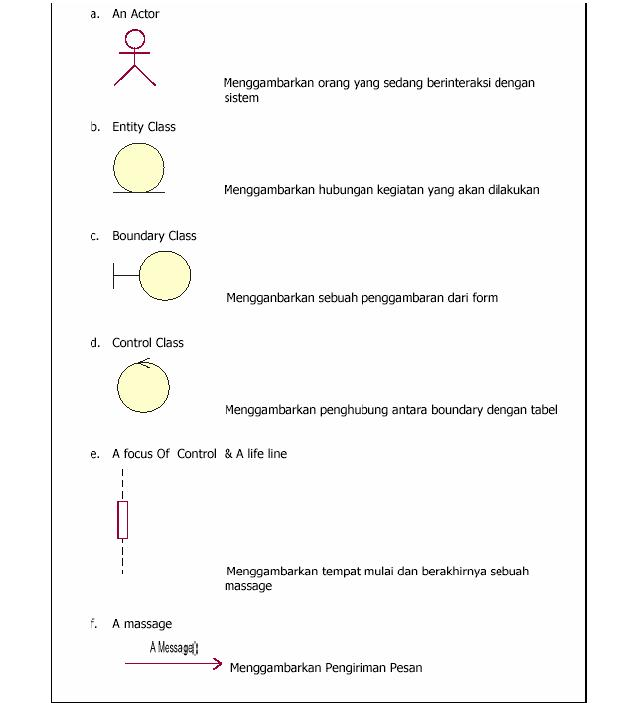 a. An Actor
Menggambarkan orang yang sedang berinteraksi dengan
sistem
b. Entity Class
Menggambarkan hubungan kegiatan yang akan dilakukan
c. Boundary Class
Mengganbarkan sebuah penggambaran dari form
d. Control Class
Menggambarkan penghubung antara boundary dengan tabel
e. A focus Of Control & A life line
Menggambarkan tempat mulai dan berakhirnya sebuah
massage
f. A massage
A Message()
Menggambarkan Pengiriman Pesan